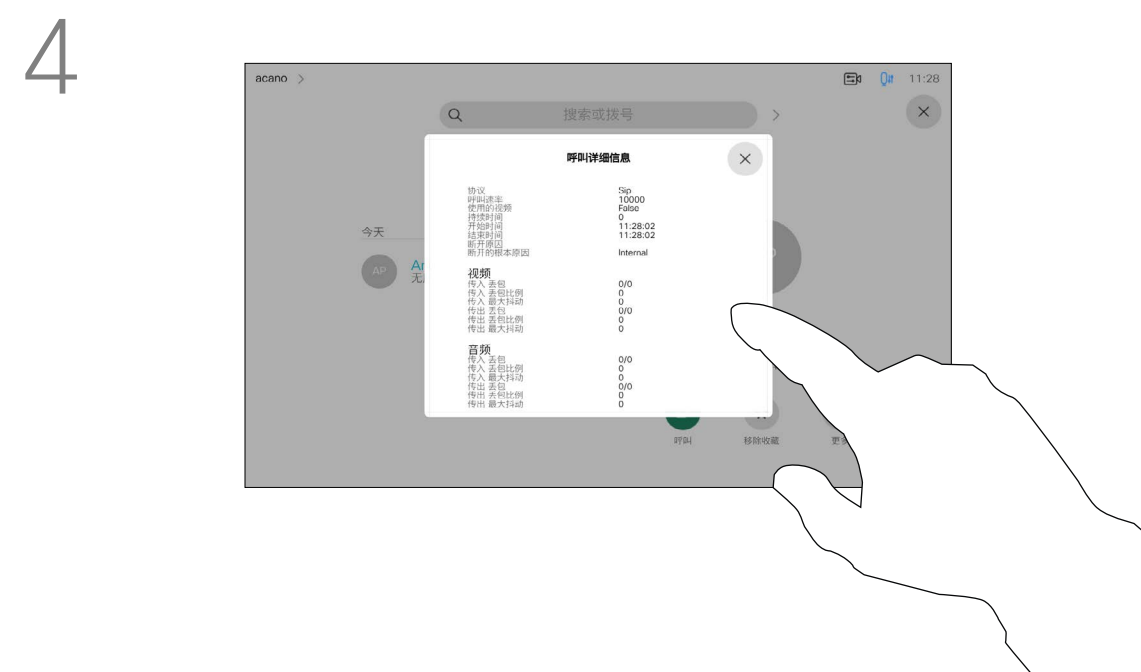 4
acano
11:28
搜索或拨号
呼叫详细信息
协议 Sip
呼叫速率 10000
使用的视频 False
持续时间 0
开始时间 11:28:02
结束时间 11:28:02
断开原因
断开的根本原因 Internal
今天
AP
An
无
视频
传入 丢包 0/0
传入 丢包比例 0
传入 最大抖动 0
传出 丢包 0/0
传出 丢包比例 0
传出 最大抖动 0
音频
传入 丢包 0/0
传入 丢包比例 0
传入 最大抖动 0
传出 丢包 0/0
传出 丢包比例 0
传出 最大抖动 0
呼叫 移除收藏 更多